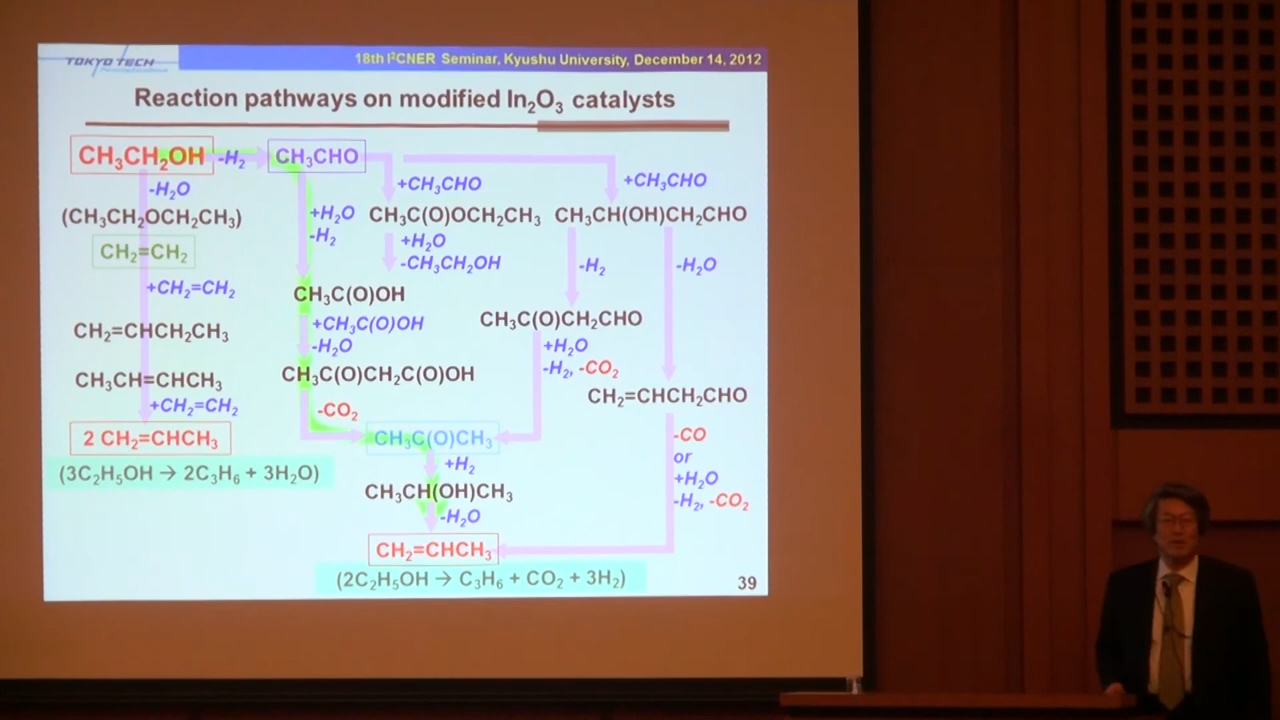 TOKYO TECH
18th I²CNER Seminar, Kyushu University, December 14, 2012
Reaction pathways on modified In₂O₃ catalysts
CH₃CH₂OH -H₂ CH₃CHO
-H₂O
+CH₃CHO
+CH₃CHO
(CH₃CH₂OCH₂CH₃)
+H₂O
-H₂
CH₃C(O)OCH₂CH₃
CH₃CH(OH)CH₂CHO
CH₂=CH₂
+H₂O
-CH₃CH₂OH
-H₂
-H₂O
+CH₂=CH₂
CH₃C(O)OH
CH₂=CHCH₂CH₃
+CH₃C(O)OH
-H₂O
CH₃C(O)CH₂CHO
+H₂O
-H₂, -CO₂
CH₃CH=CHCH₃
CH₃C(O)CH₂C(O)OH
CH₂=CHCH₂CHO
+CH₂=CH₂
-CO₂
2 CH₂=CHCH₃
CH₃C(O)CH₃
-CO
or
+H₂O
-H₂, -CO₂
(3C₂H₅OH → 2C₃H₆ + 3H₂O)
+H₂
CH₃CH(OH)CH₃
-H₂O
CH₂=CHCH₃
(2C₂H₅OH → C₃H₆ + CO₂ + 3H₂)
39